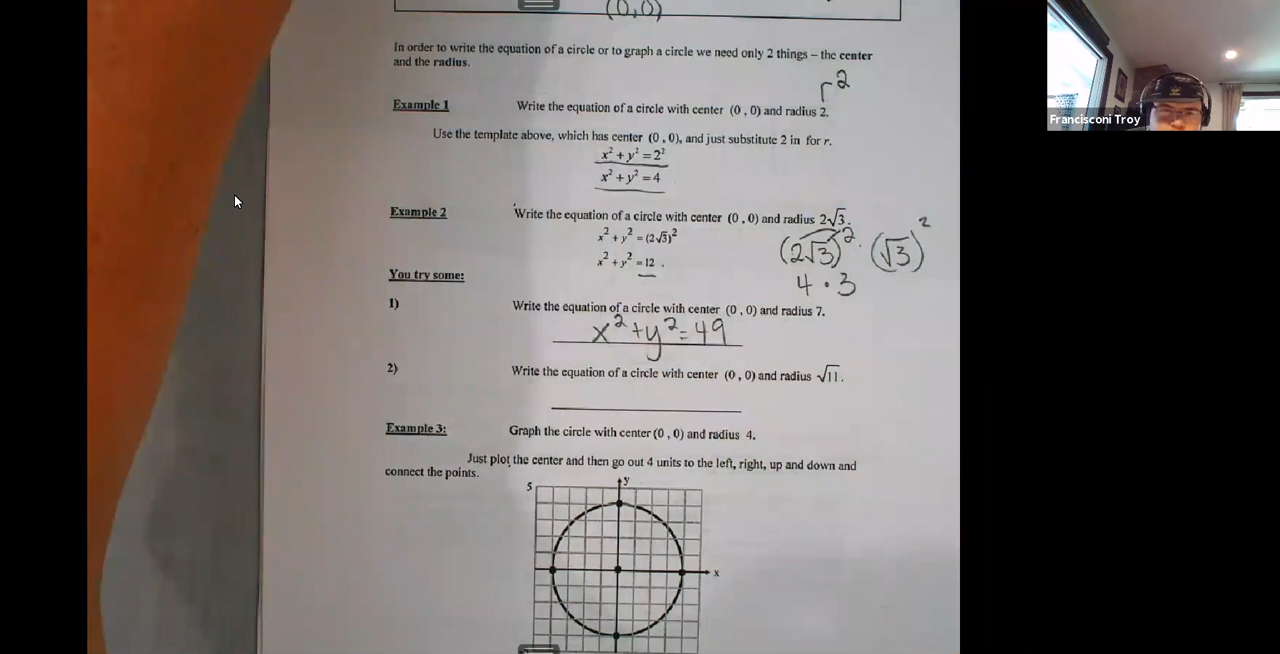 (0,0)
In order to write the equation of a circle or to graph a circle we need only 2 things – the center
and the radius.
r²
Example 1 Write the equation of a circle with center (0 , 0) and radius 2.
Francisconi Troy
Use the template above, which has center (0 , 0), and just substitute 2 in for r.
x² + y² = 2²
x² + y² = 4
Example 2 Write the equation of a circle with center (0 , 0) and radius 2√3.
x² + y² = (2√3)²
(2√3)² · (√3)²
x² + y² = 12 .
4 · 3
You try some:
1) Write the equation of a circle with center (0 , 0) and radius 7.
x² + y² = 49
2) Write the equation of a circle with center (0 , 0) and radius √11.
Example 3: Graph the circle with center (0 , 0) and radius 4.
Just plot the center and then go out 4 units to the left, right, up and down and
connect the points.
5 y
x